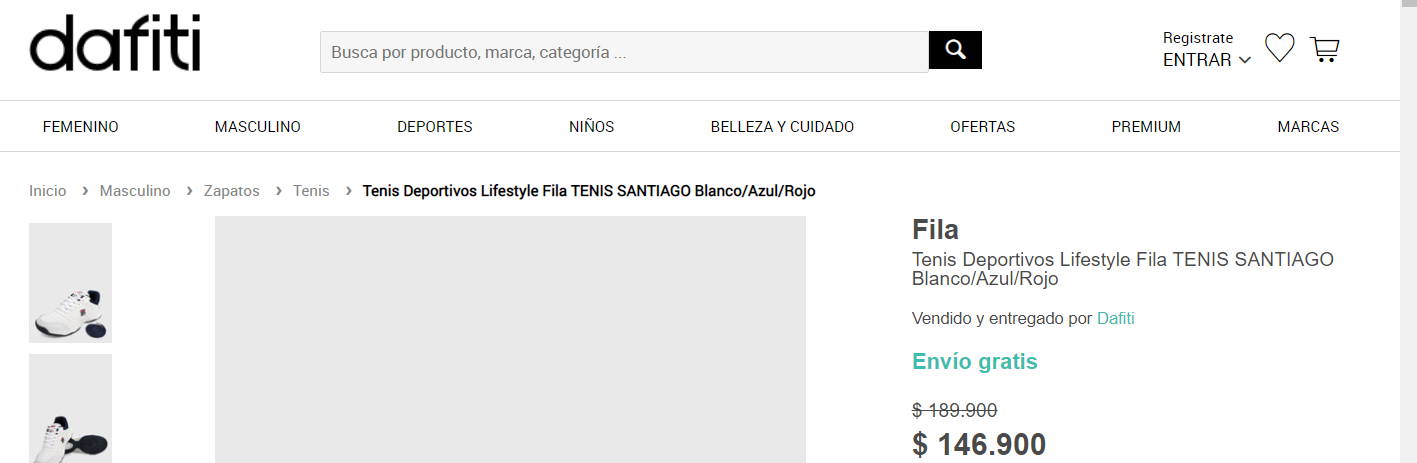 dafiti
Busca por producto, marca, categoría ...
Registrate
ENTRAR
FEMENINO
MASCULINO
DEPORTES
NIÑOS
BELLEZA Y CUIDADO
OFERTAS
PREMIUM
MARCAS
Inicio › Masculino › Zapatos › Tenis › Tenis Deportivos Lifestyle Fila TENIS SANTIAGO Blanco/Azul/Rojo
Fila
Tenis Deportivos Lifestyle Fila TENIS SANTIAGO
Blanco/Azul/Rojo
Vendido y entregado por Dafiti
Envío gratis
$ 189.900
$ 146.900